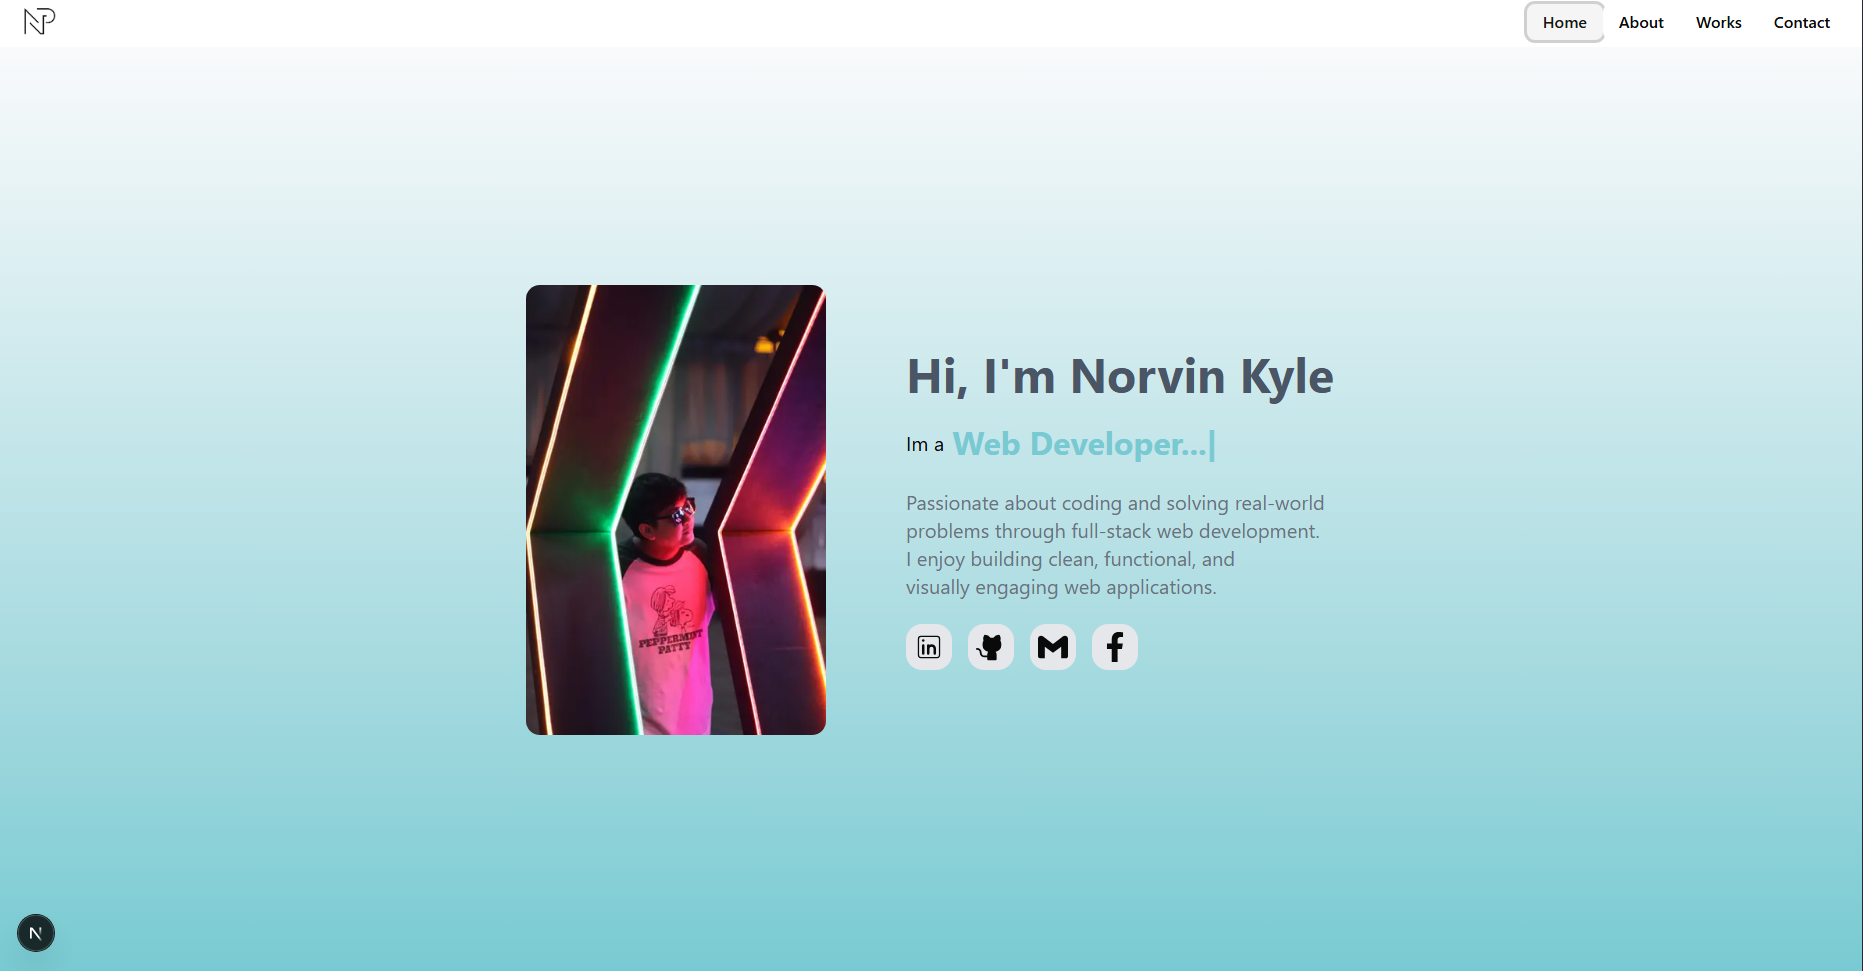 NP
Home About Works Contact
Hi, I'm Norvin Kyle
Im a Web Developer...|
Passionate about coding and solving real-world
problems through full-stack web development.
I enjoy building clean, functional, and
visually engaging web applications.
in M f
PEPPERMINT
PATTY
N